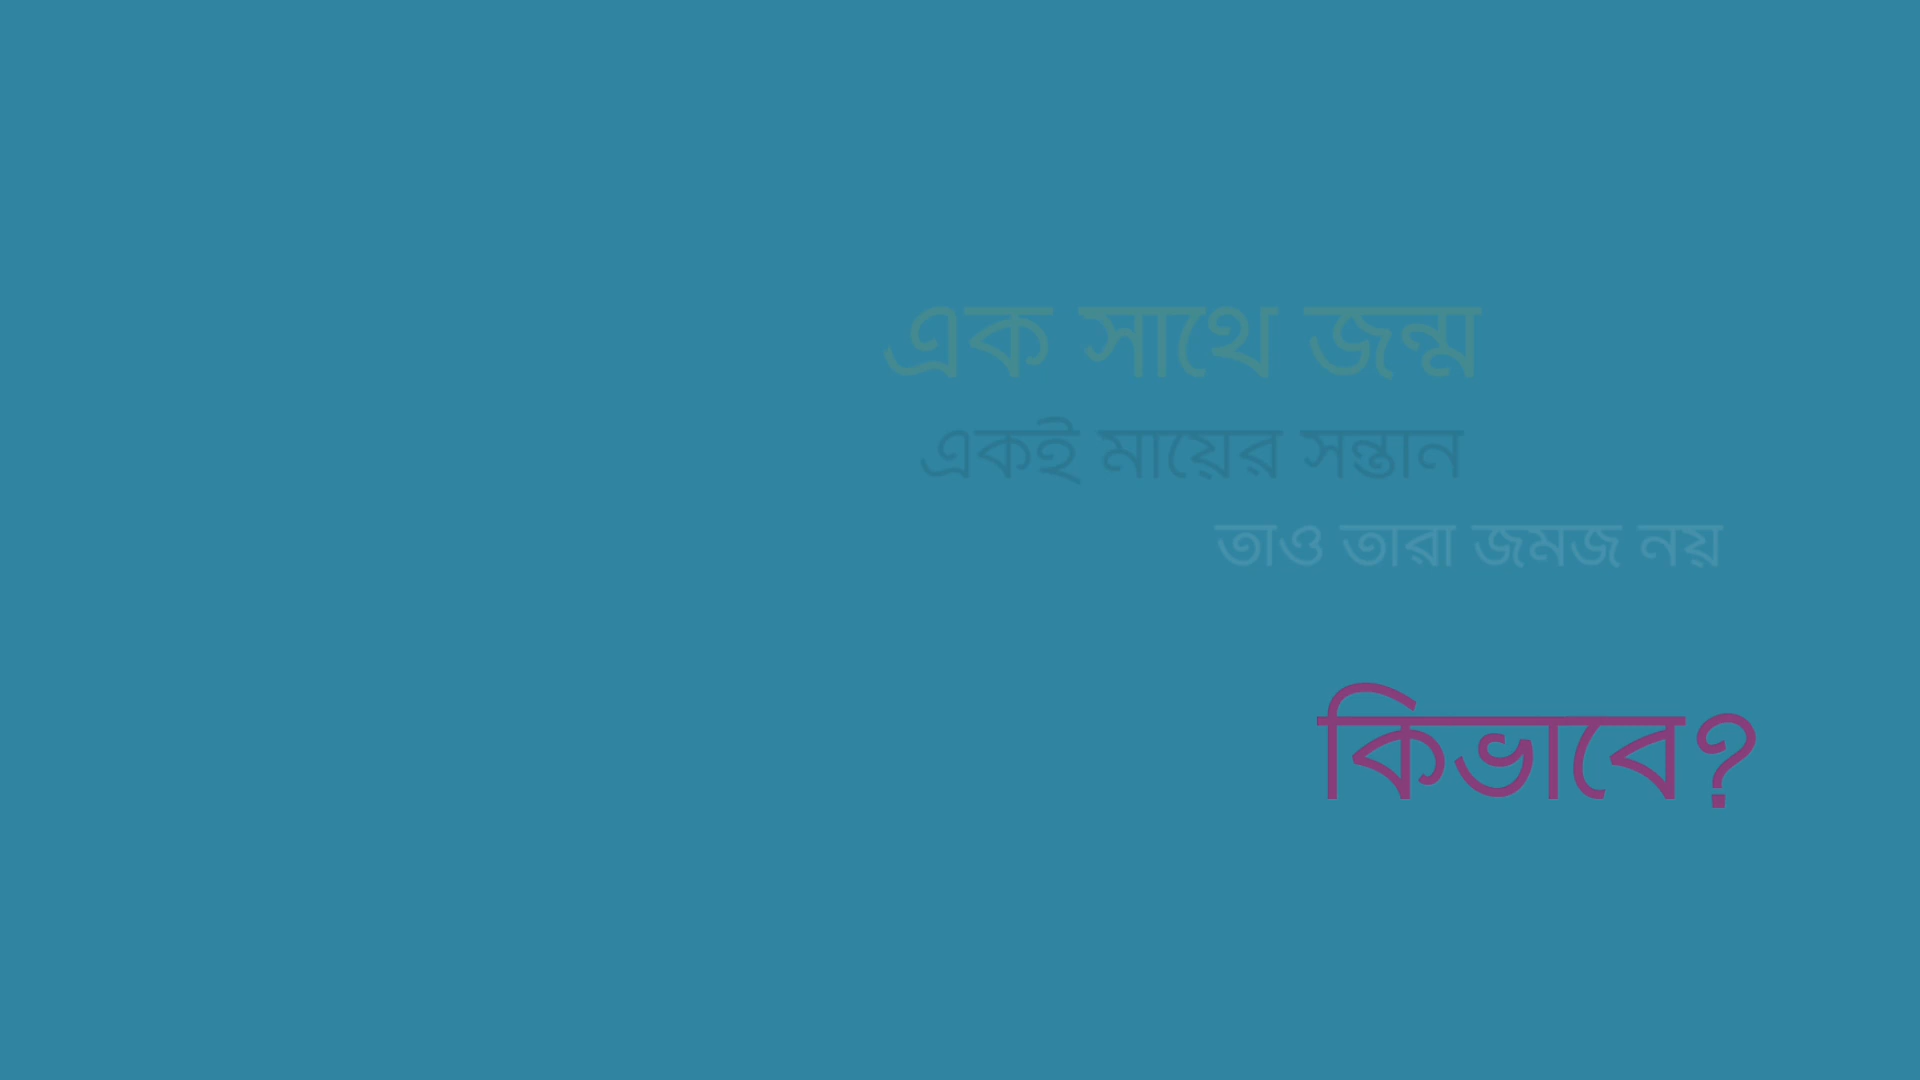 এক সাথে জন্ম
একই মায়ের সন্তান
তাও তারা জমজ নয়
কিভাবে?